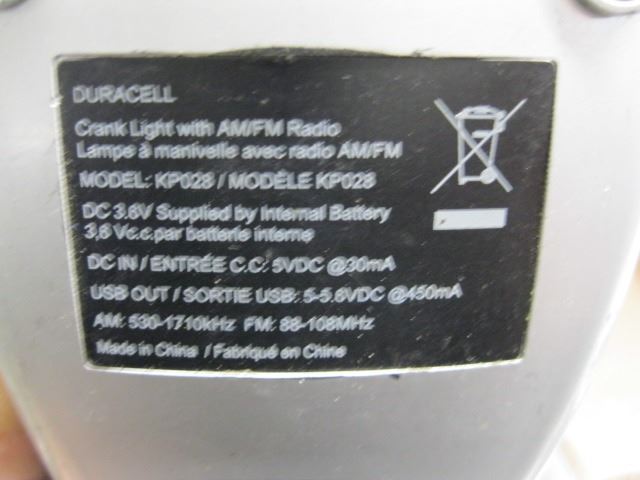 DURACELL
Crank Light with AM/FM Radio
Lampe à manivelle avec radio AM/FM
MODEL: KP028 / MODÈLE KP028
DC 3.6V Supplied by Internal Battery
3,6 Vc.c.par batterie interne
DC IN / ENTRÉE C.C: 5VDC @30mA
USB OUT / SORTIE USB: 5-5.8VDC @450mA
AM: 530-1710kHz FM: 88-108MHz
Made in China / Fabriqué en Chine